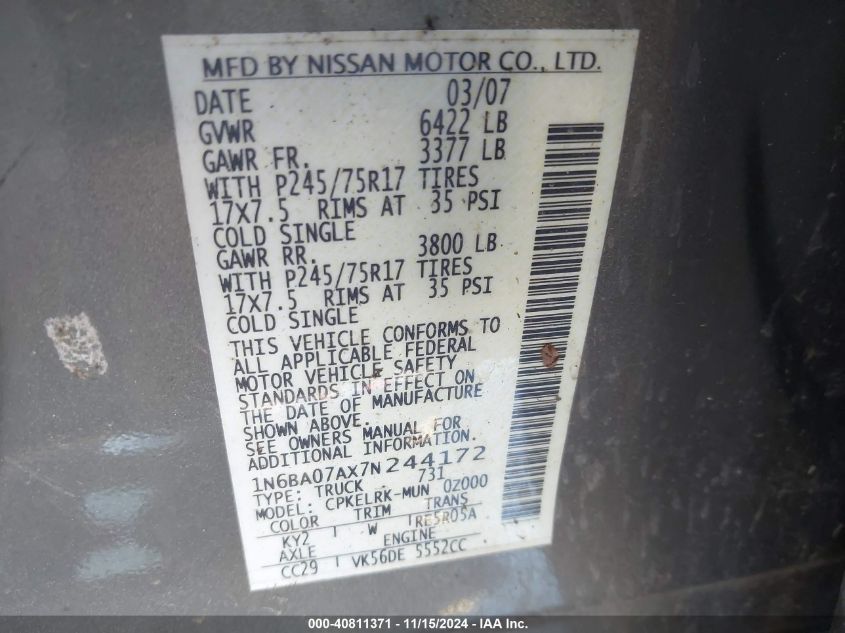 MFD BY NISSAN MOTOR CO., LTD.
DATE 03/07
GVWR 6422 LB
GAWR FR. 3377 LB
WITH P245/75R17 TIRES
17X7.5 RIMS AT 35 PSI
COLD SINGLE
GAWR RR. 3800 LB
WITH P245/75R17 TIRES
17X7.5 RIMS AT 35 PSI
COLD SINGLE
THIS VEHICLE CONFORMS TO
ALL APPLICABLE FEDERAL
MOTOR VEHICLE SAFETY
STANDARDS IN EFFECT ON
THE DATE OF MANUFACTURE
SHOWN ABOVE.
SEE OWNERS MANUAL FOR
ADDITIONAL INFORMATION.
1N6BA07AX7N244172
TYPE: TRUCK 731
MODEL: CPKELRK-MUN 0Z000
COLOR TRIM TRANS
KY2 W RE5R05A
AXLE ENGINE
CC29 VK56DE 5552CC
000-40811371 - 11/15/2024 - IAA Inc.